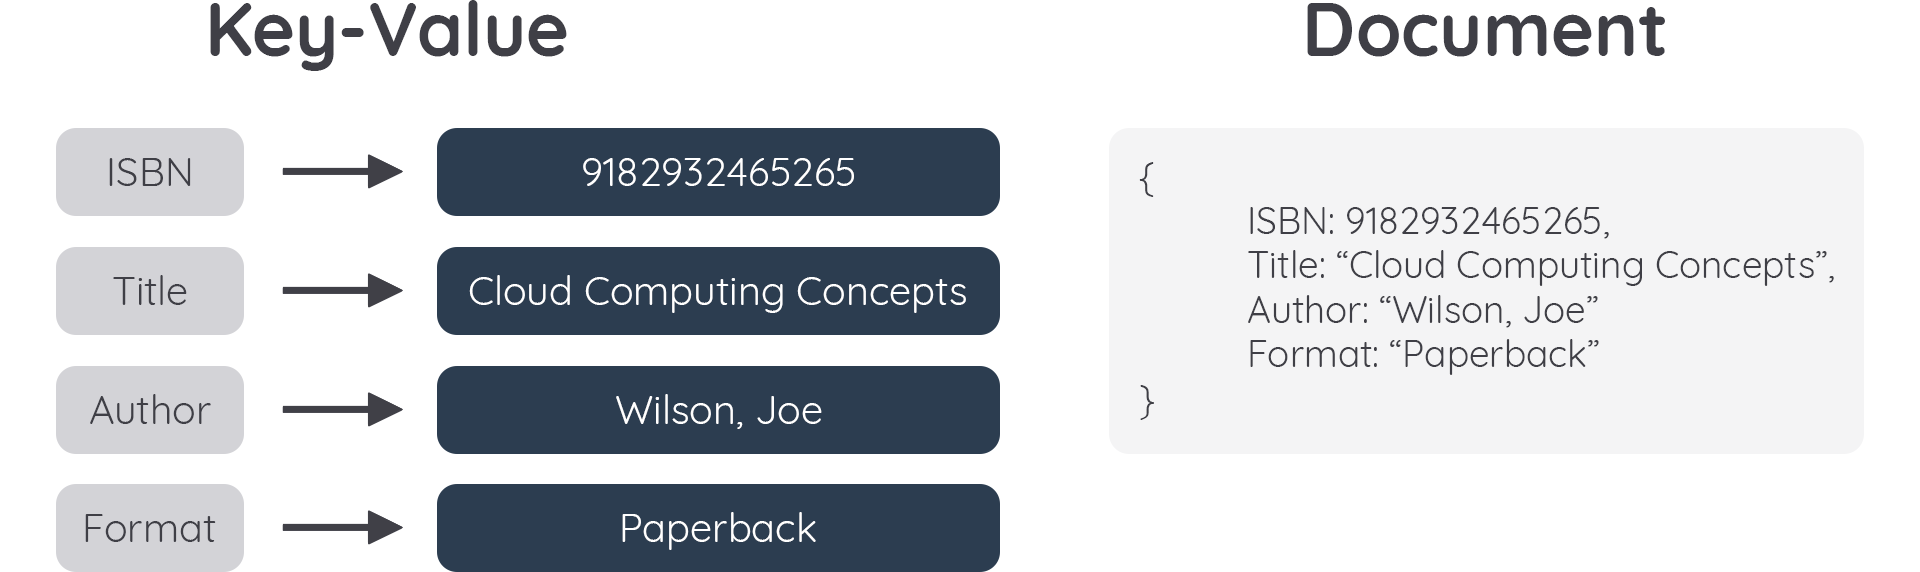 Key-Value
ISBN
9182932465265
Title
Cloud Computing Concepts
Author
Wilson, Joe
Format
Paperback
Document
{
ISBN: 9182932465265,
Title: “Cloud Computing Concepts”,
Author: “Wilson, Joe”
Format: “Paperback”
}